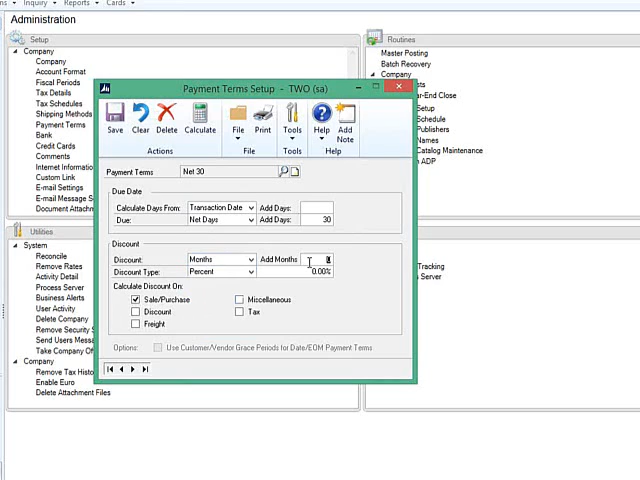 Inquiry Reports Cards
Administration
Setup
Company
Company
Account Format
Fiscal Periods
Tax Details
Tax Schedules
Shipping Methods
Payment Terms
Bank
Credit Cards
Comments
Internet Information
Custom Link
E-mail Settings
E-mail Message S
Document Attachm
Routines
Master Posting
Batch Recovery
Company
sts
ar-End Close
Setup
Schedule
Publishers
Names
Catalog Maintenance
ADP
Payment Terms Setup - TWO (sa)
Save Clear Delete Calculate File Print Tools Help Add Note
Actions File Tools Help
Payment Terms Net 30
Due Date
Calculate Days From: Transaction Date Add Days:
Due: Net Days Add Days: 30
Discount
Discount: Months Add Months 0
Discount Type: Percent 0.00%
Calculate Discount On:
Sale/Purchase Miscellaneous
Discount Tax
Freight
Options: Use Customer/Vendor Grace Periods for Date/EOM Payment Terms
Utilities
System
Reconcile
Remove Rates
Activity Detail
Process Server
Business Alerts
User Activity
Delete Company
Remove Security
Send Users Messa
Take Company Of
Company
Remove Tax Histo
Enable Euro
Delete Attachment Files
Tracking
Server